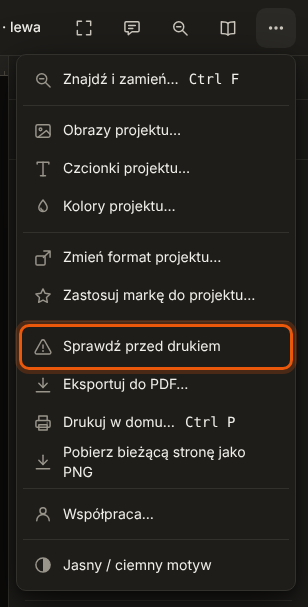 · lewa
Znajdź i zamień... Ctrl F
Obrazy projektu...
Czcionki projektu...
Kolory projektu...
Zmień format projektu...
Zastosuj markę do projektu...
Sprawdź przed drukiem
Eksportuj do PDF...
Drukuj w domu... Ctrl P
Pobierz bieżącą stronę jako
PNG
Współpraca...
Jasny / ciemny motyw